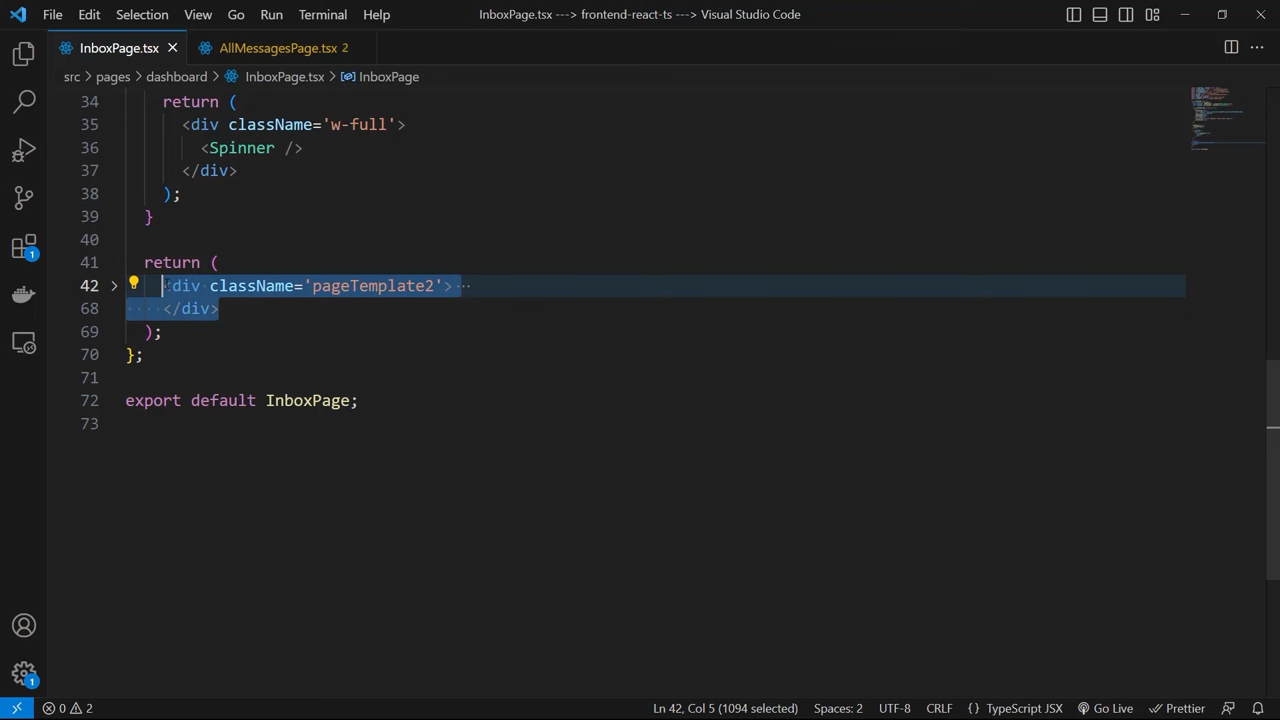 File Edit Selection View Go Run Terminal Help InboxPage.tsx ---> frontend-react-ts ---> Visual Studio Code
InboxPage.tsx AllMessagesPage.tsx 2
src > pages > dashboard > InboxPage.tsx > InboxPage
34 return (
35 <div className='w-full'>
36 <Spinner />
37 </div>
38 );
39 }
40
41 return (
42 <div className='pageTemplate2'> ··
68 </div>
69 );
70 };
71
72 export default InboxPage;
73
1
1
0 2 Ln 42, Col 5 (1094 selected) Spaces: 2 UTF-8 CRLF {} TypeScript JSX Go Live Prettier